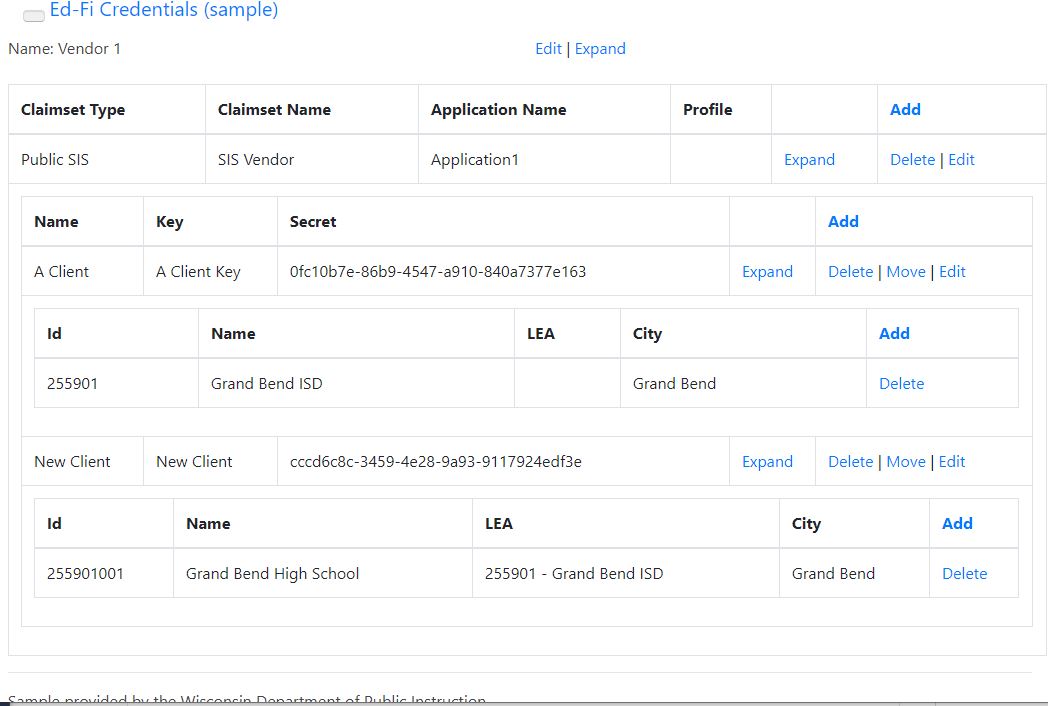 Ed-Fi Credentials (sample)
Name: Vendor 1 Edit | Expand
Claimset Type Claimset Name Application Name Profile Add
Public SIS SIS Vendor Application1 Expand Delete | Edit
Name Key Secret Add
A Client A Client Key 0fc10b7e-86b9-4547-a910-840a7377e163 Expand Delete | Move | Edit
Id Name LEA City Add
255901 Grand Bend ISD Grand Bend Delete
New Client New Client cccd6c8c-3459-4e28-9a93-9117924edf3e Expand Delete | Move | Edit
Id Name LEA City Add
255901001 Grand Bend High School 255901 - Grand Bend ISD Grand Bend Delete
Sample provided by the Wisconsin Department of Public Instruction